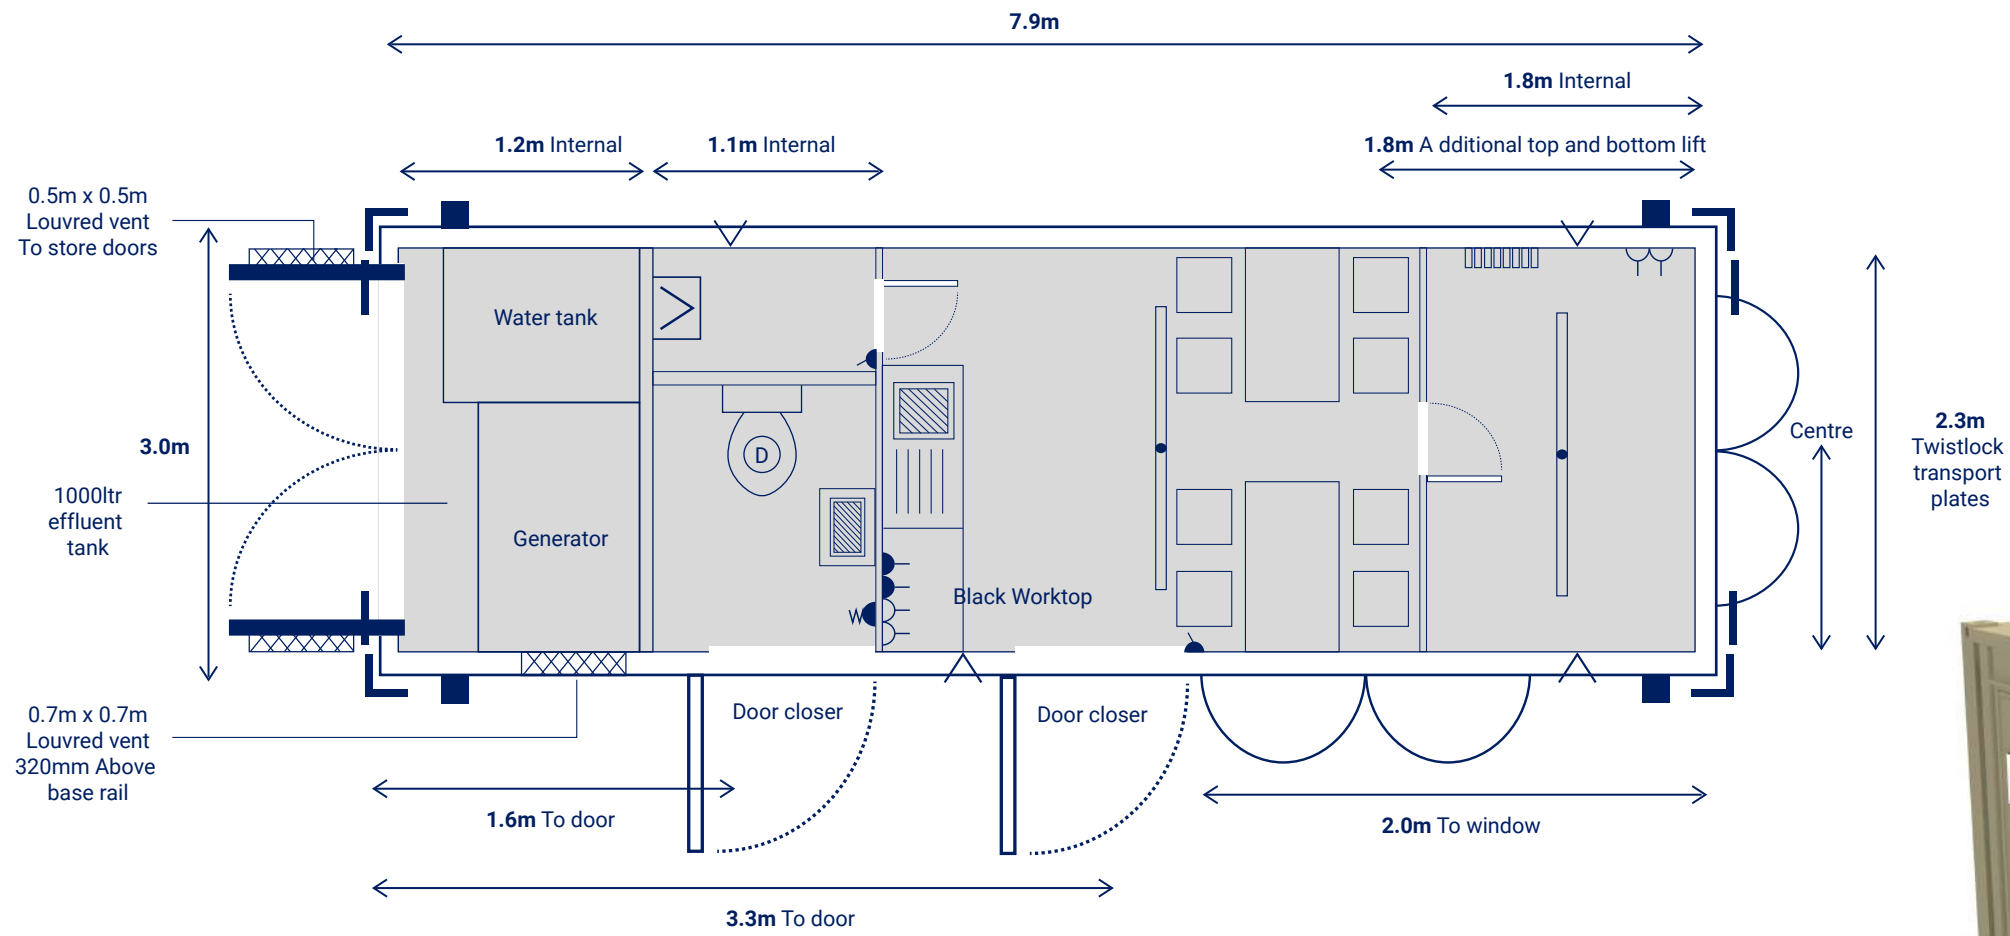 7.9m
1.8m Internal
1.8m A dditional top and bottom lift
1.2m Internal
1.1m Internal
0.5m x 0.5m
Louvred vent
To store doors
Water tank
3.0m
Centre
2.3m
Twistlock
transport
plates
D
1000ltr
effluent
tank
Generator
Black Worktop
W
0.7m x 0.7m
Louvred vent
320mm Above
base rail
Door closer
Door closer
1.6m To door
2.0m To window
3.3m To door